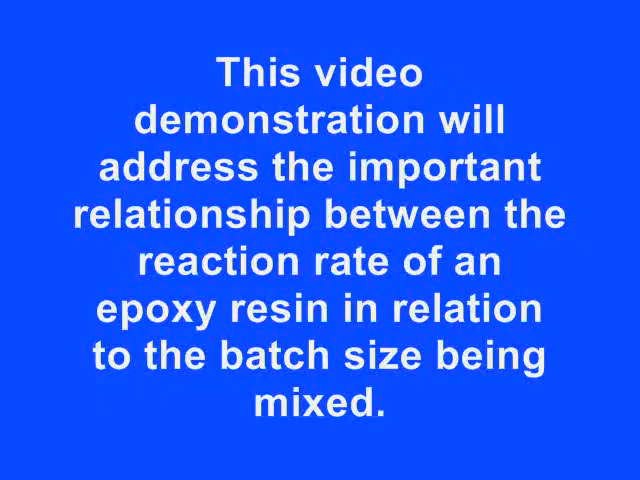 This video
demonstration will
address the important
relationship between the
reaction rate of an
epoxy resin in relation
to the batch size being
mixed.